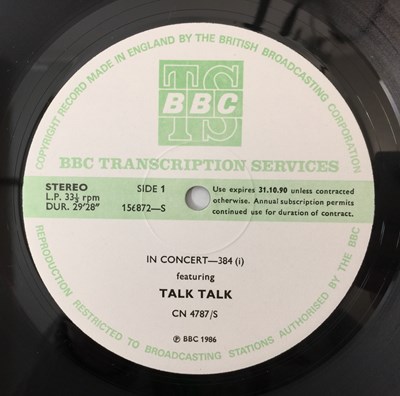 COPYRIGHT RECORD MADE IN ENGLAND BY THE BRITISH BROADCASTING CORPORATION
TS
BBC
BBC TRANSCRIPTION SERVICES
STEREO
L.P. 33⅓ rpm
DUR. 29'28"
SIDE 1
156872—S
Use expires 31.10.90 unless contracted
otherwise. Annual subscription permits
continued use for duration of contract.
IN CONCERT—384 (i)
featuring
TALK TALK
CN 4787/S
℗ BBC 1986
REPRODUCTION RESTRICTED TO BROADCASTING STATIONS AUTHORISED BY THE BBC